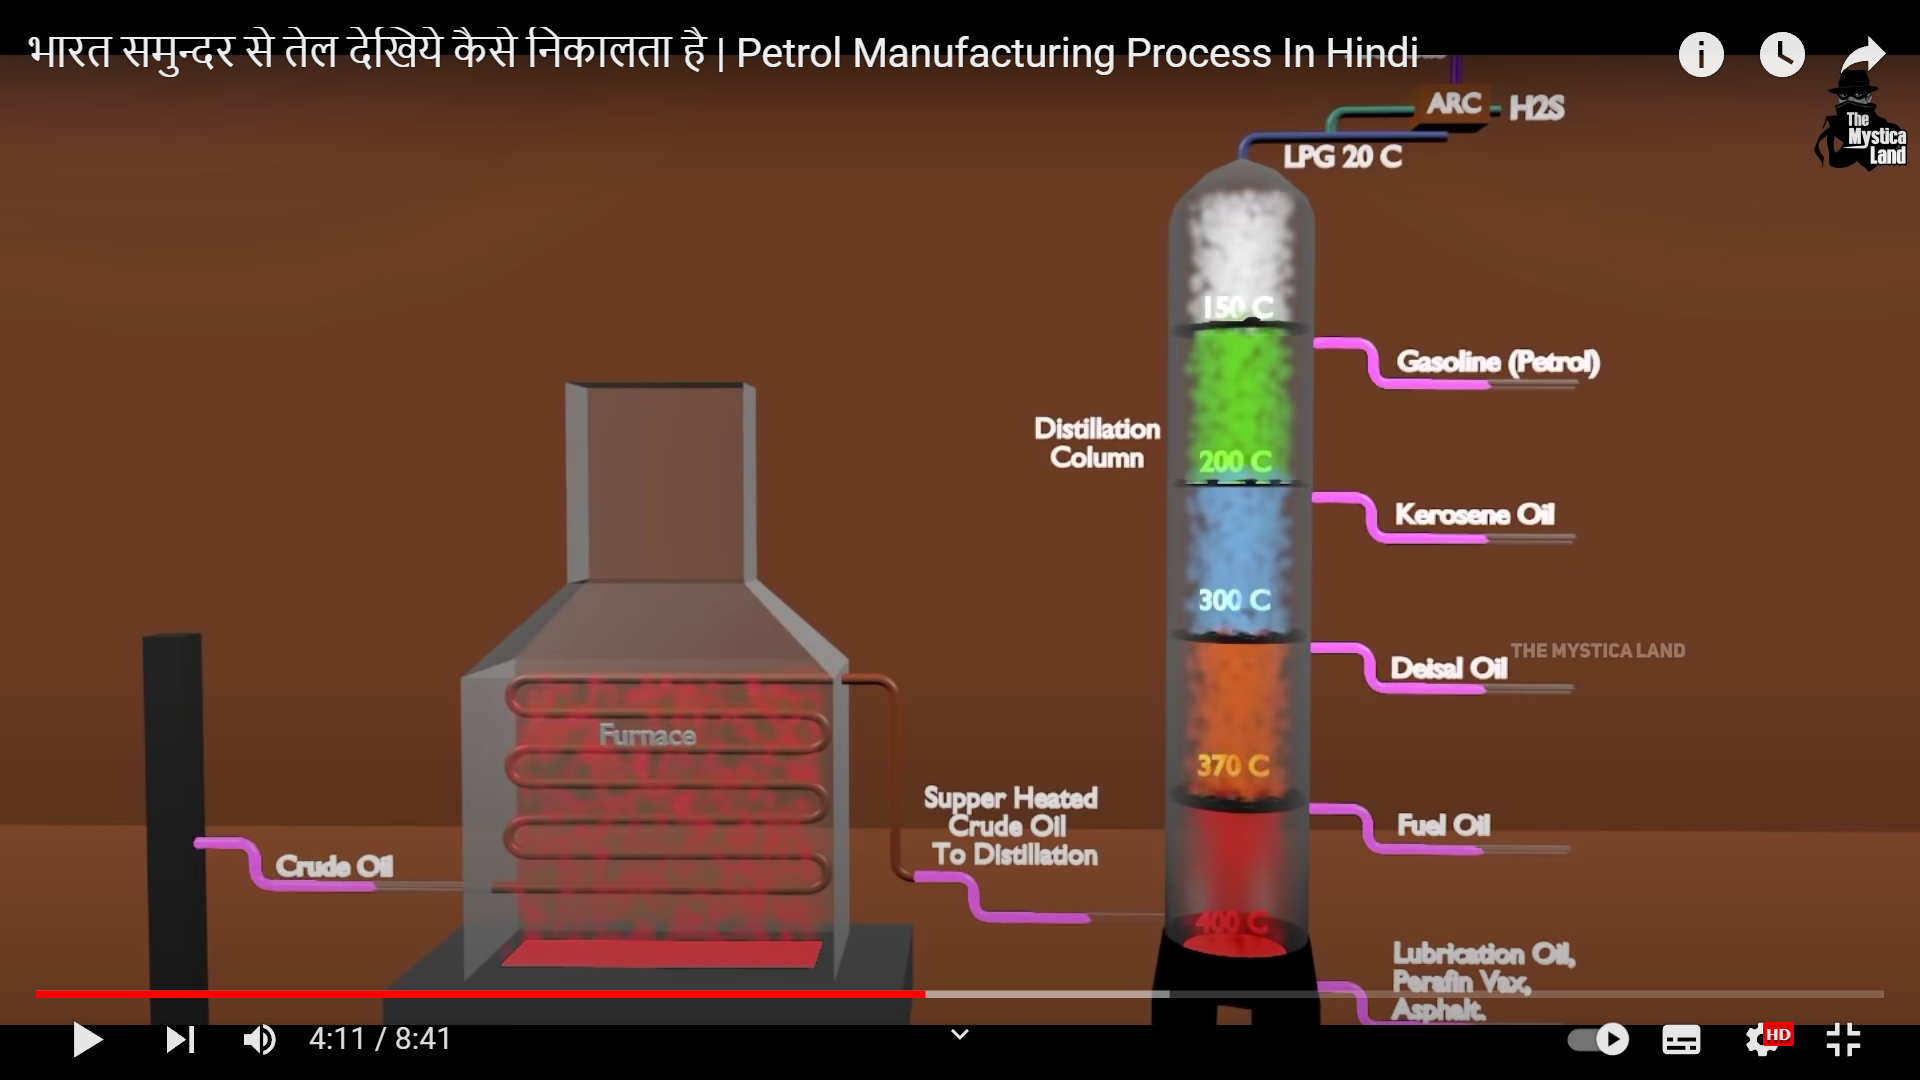 भारत समुन्दर से तेल देखिये कैसे निकालता है | Petrol Manufacturing Process In Hindi
ARC
H2S
LPG 20 C
The
Mystica
Land
150 C
Gasoline (Petrol)
Distillation
Column
200 C
Kerosene Oil
300 C
THE MYSTICA LAND
Deisal Oil
Furnace
370 C
Supper Heated
Crude Oil
To Distillation
Fuel Oil
Crude Oil
400 C
Lubrication Oil,
Perafin Vax,
Asphalt.
4:11 / 8:41
HD